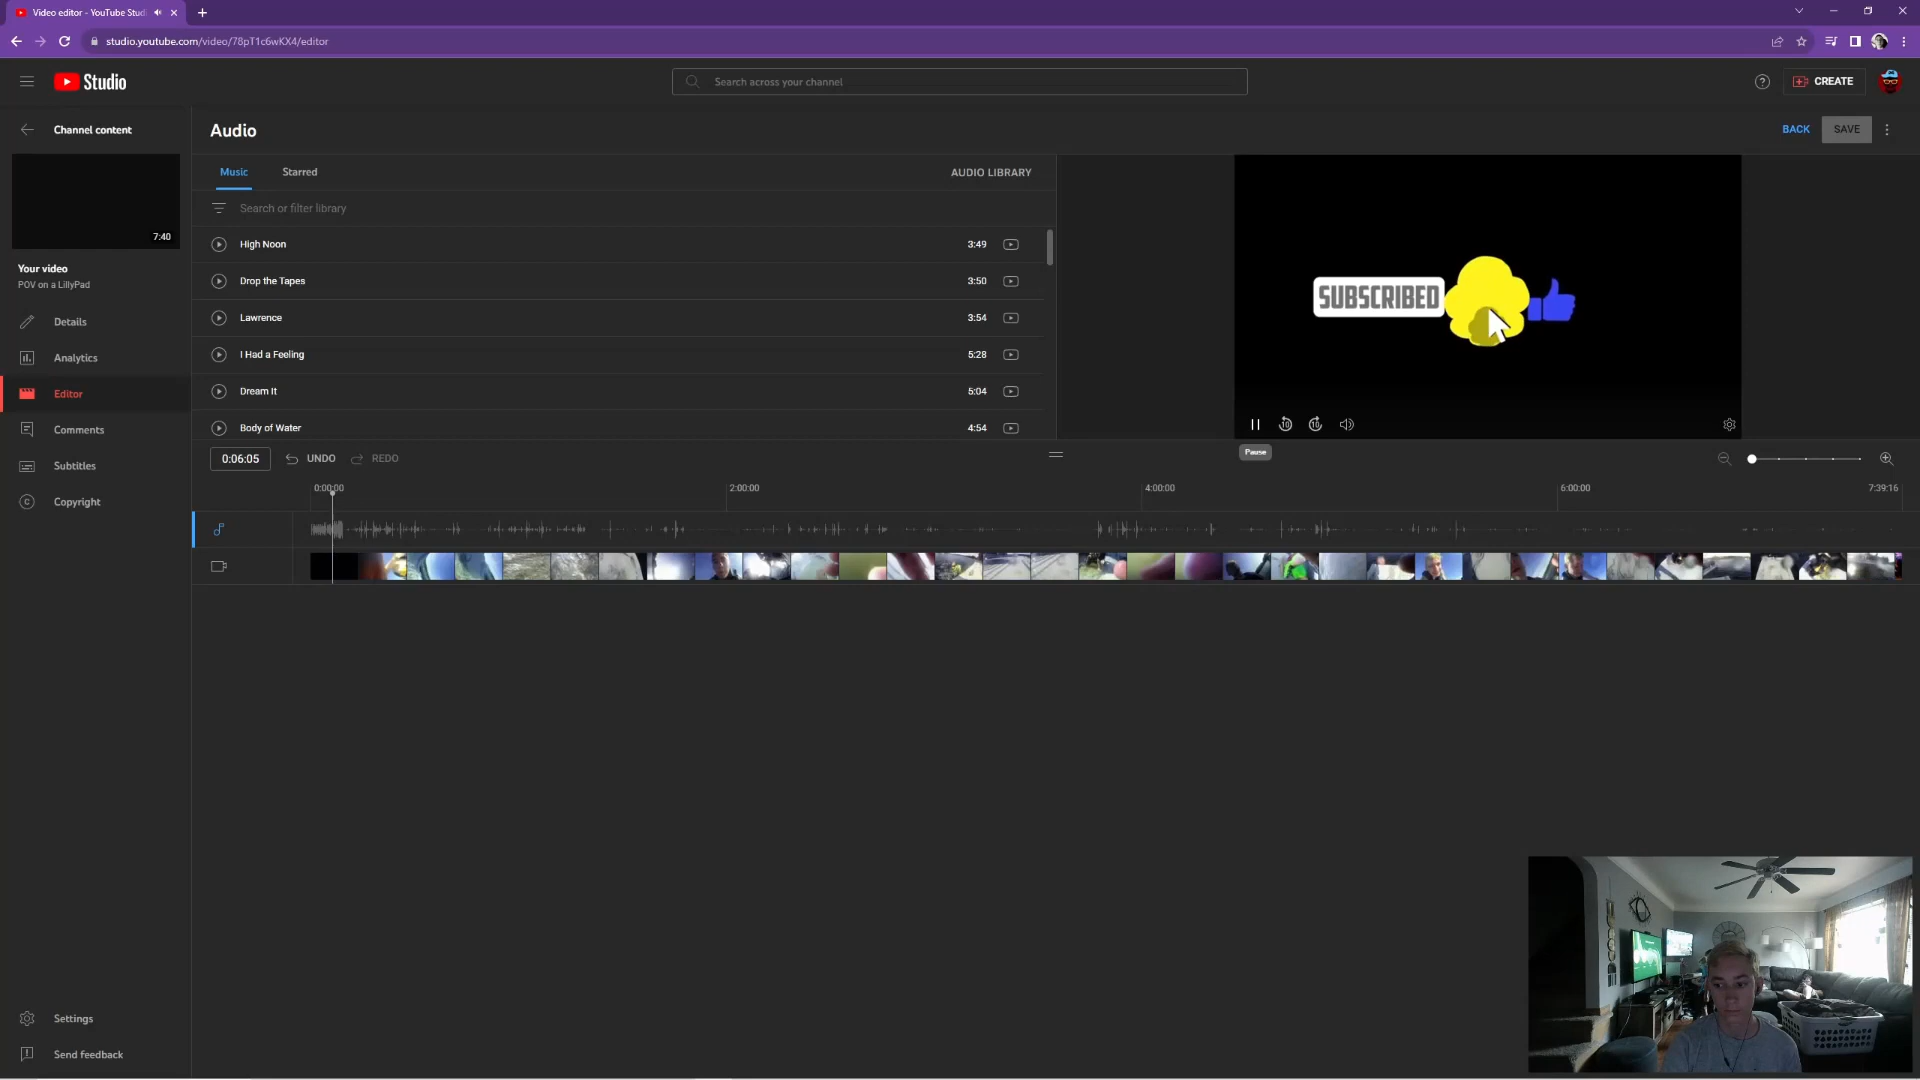 Video editor - YouTube Studi
studio.youtube.com/video/78pT1c6wKX4/editor
Studio
Search across your channel
CREATE
Channel content
Audio
BACK
SAVE
7:40
Your video
POV on a LillyPad
Details
Analytics
Editor
Comments
Subtitles
Copyright
Settings
Send feedback
Music
Starred
AUDIO LIBRARY
Search or filter library
High Noon 3:49
Drop the Tapes 3:50
Lawrence 3:54
I Had a Feeling 5:28
Dream It 5:04
Body of Water 4:54
SUBSCRIBED
10 10
Pause
0:06:05 UNDO REDO
0:00:00 2:00:00 4:00:00 6:00:00 7:39:16